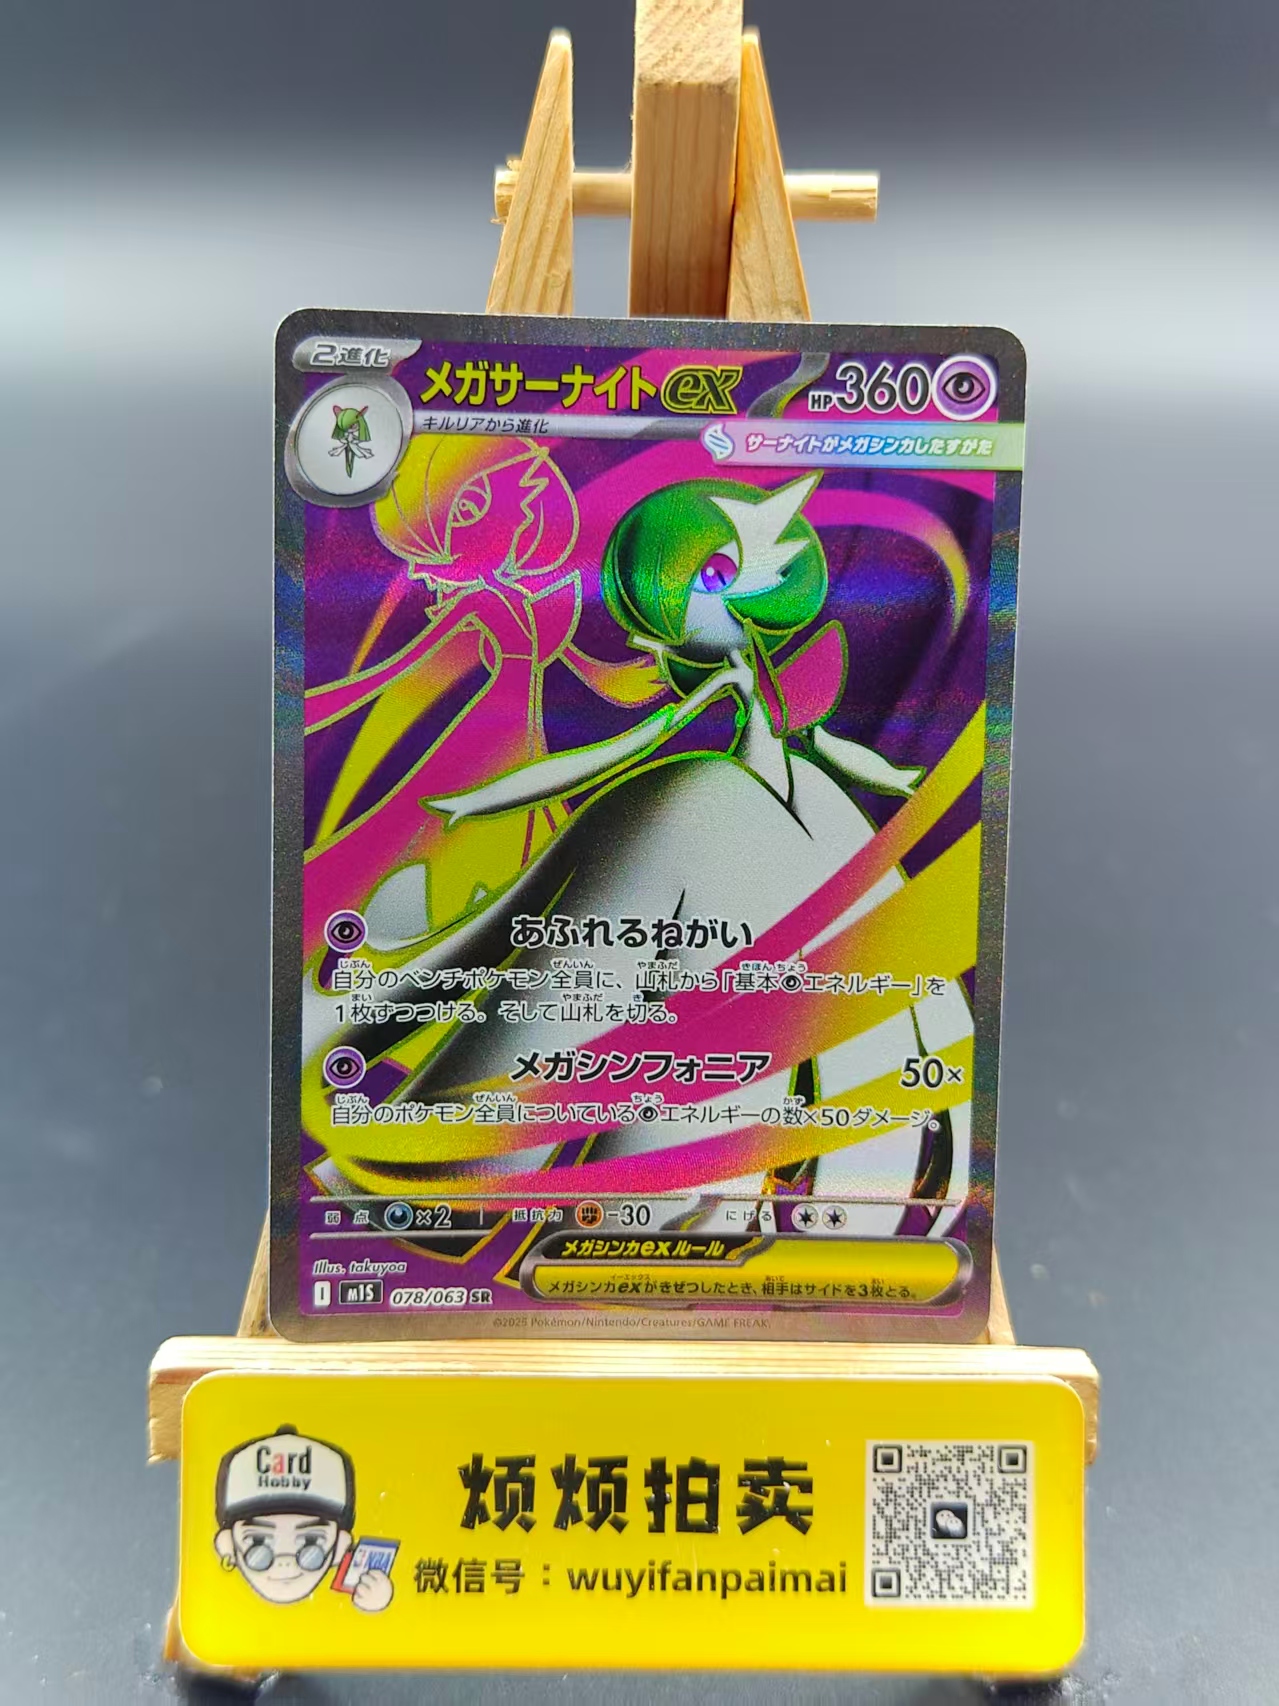 2進化
メガサーナイトex
HP360
キルリアから進化
サーナイトがメガシンカしたすがた
あふれるねがい
自分のベンチポケモン全員に、山札から「基本エネルギー」を
1枚ずつつける。そして山札を切る。
メガシンフォニア 50×
自分のポケモン全員についているエネルギーの数×50ダメージ。
弱点 ×2 抵抗力 -30 にげる
メガシンカexルール
メガシンカexがきぜつしたとき、相手はサイドを3枚とる。
Illus. takuyoa
I M1S 078/063 SR
©2025 Pokémon/Nintendo/Creatures/GAME FREAK.
Card
Hobby
NBA
烦烦拍卖
微信号：wuyifanpaimai